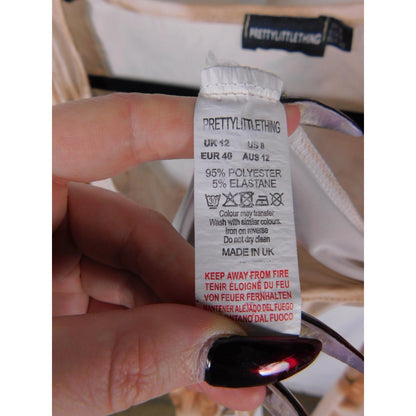 PRETTYLITTLETHING
PRETTYLITTLETHING
UK 12 US 8
EUR 40 AUS 12
95% POLYESTER
5% ELASTANE
Colour may transfer
Wash with similar colours.
Iron on reverse
Do not dry clean
MADE IN UK
KEEP AWAY FROM FIRE
TENIR ÉLOIGNÉ DU FEU
VON FEUER FERNHALTEN
MANTENER ALEJADO DEL FUEGO
LONTANO DAL FUOCO